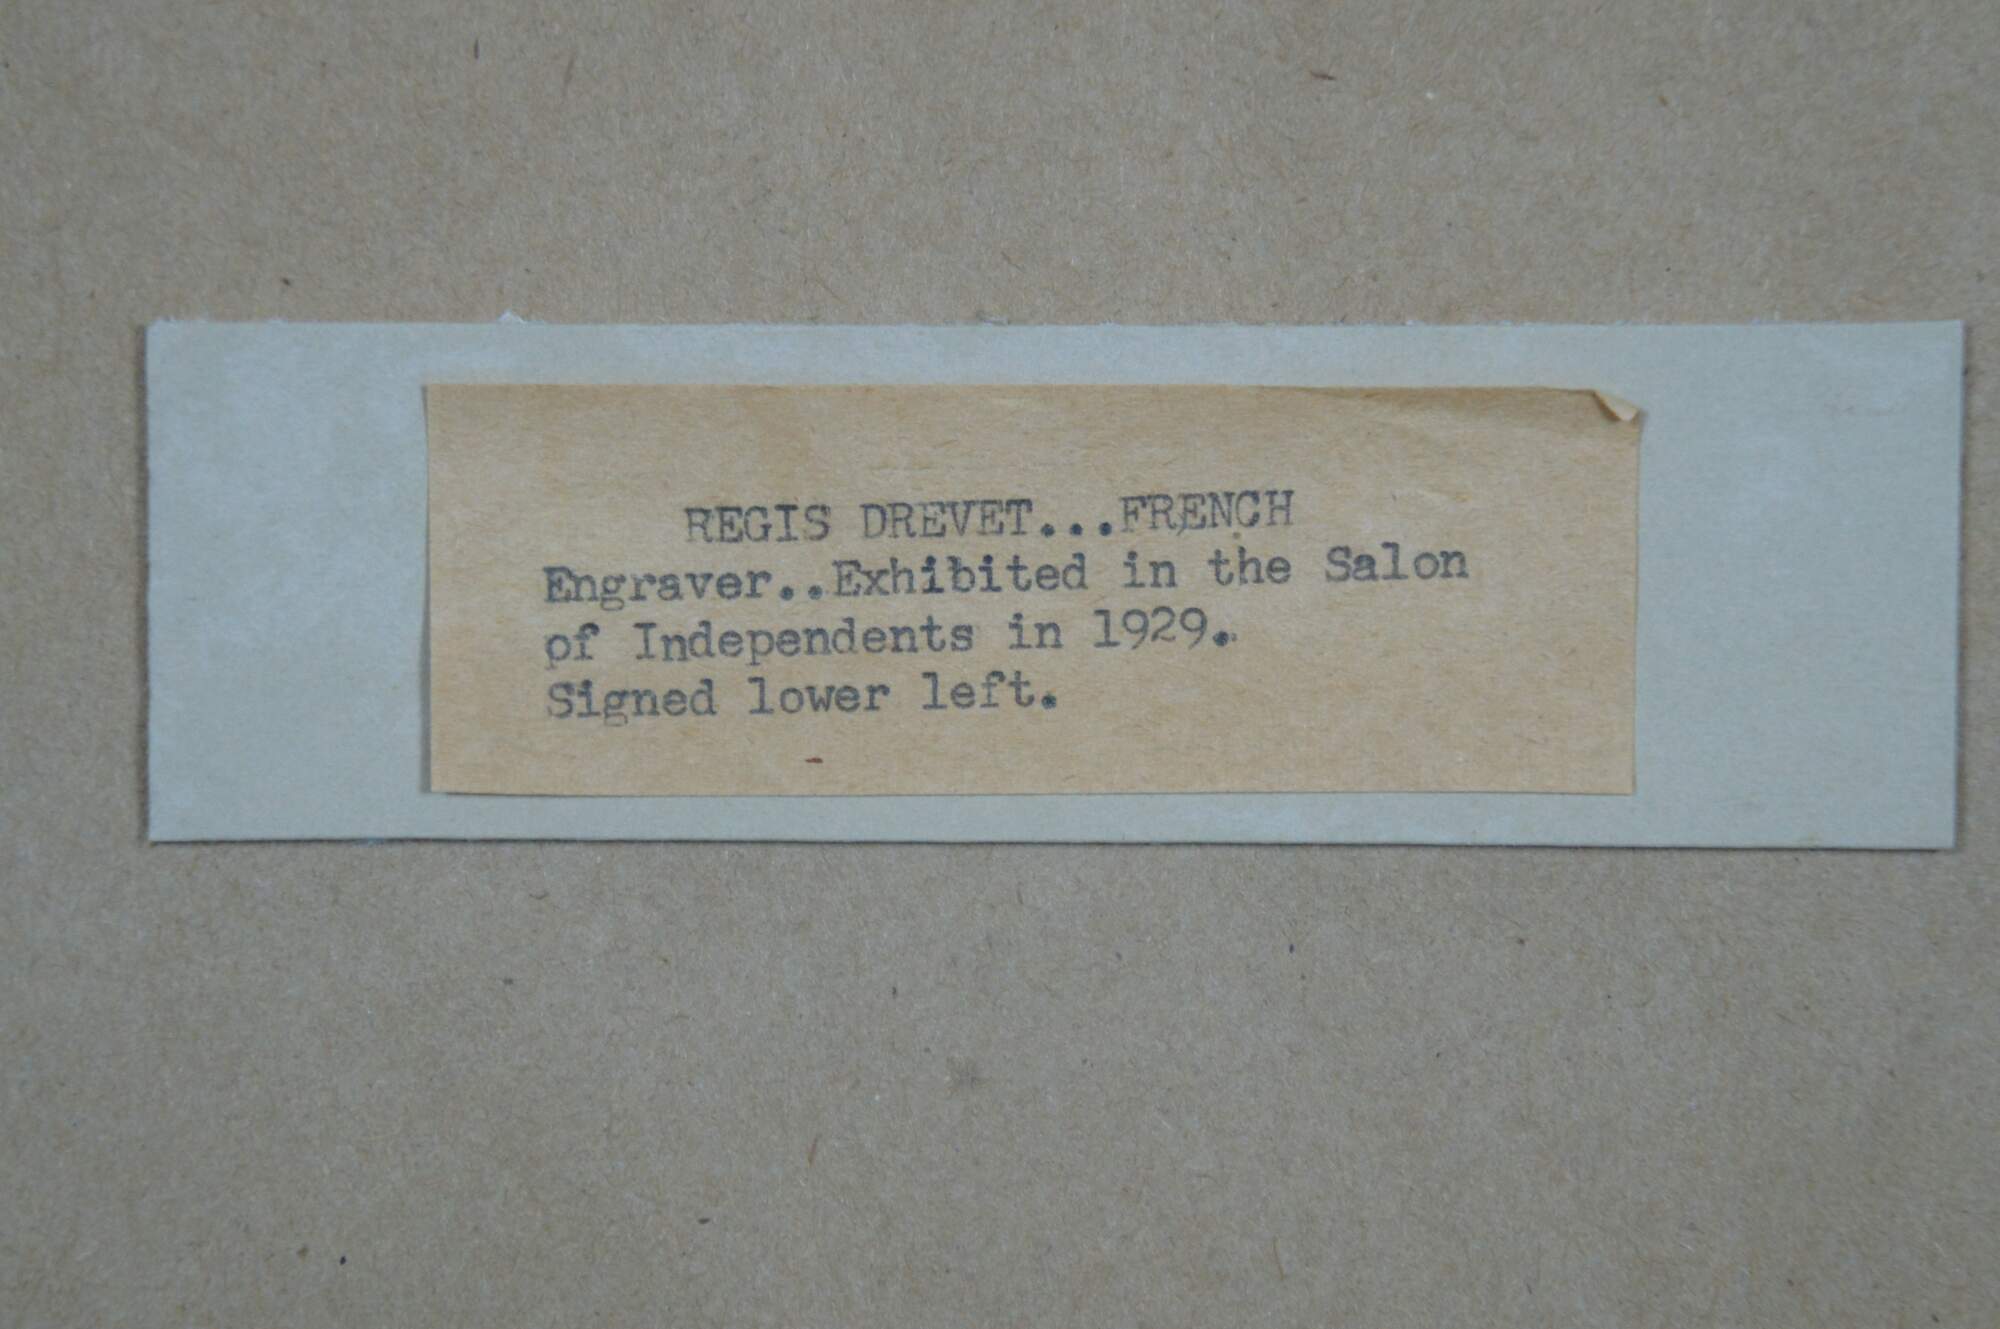 REGIS DREVET...FRENCH
Engraver..Exhibited in the Salon
of Independents in 1929.
Signed lower left.